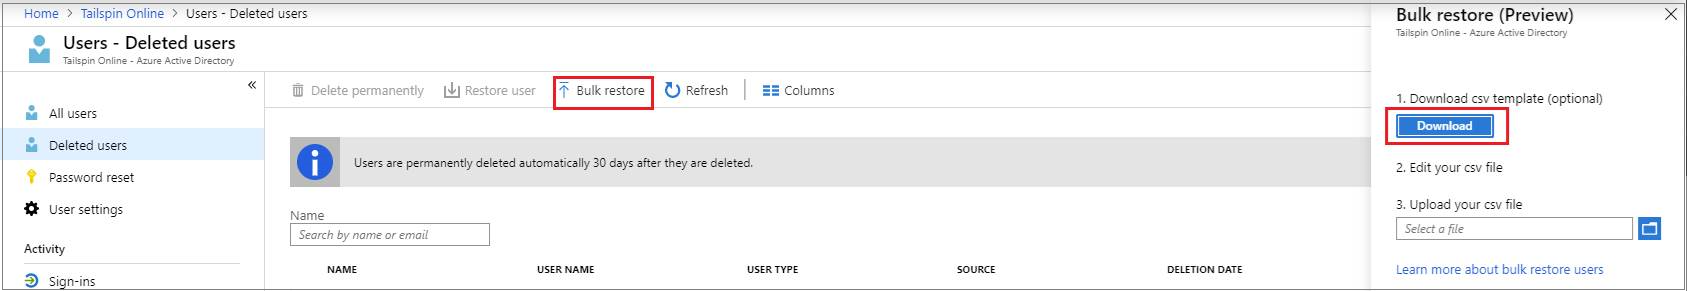 Home > Tailspin Online > Users - Deleted users
Users - Deleted users
Tailspin Online - Azure Active Directory
«
All users
Deleted users
Password reset
User settings
Activity
Sign-ins
Delete permanently Restore user Bulk restore Refresh Columns
Users are permanently deleted automatically 30 days after they are deleted.
Name
Search by name or email
NAME USER NAME USER TYPE SOURCE DELETION DATE
Bulk restore (Preview)
Tailspin Online - Azure Active Directory
1. Download csv template (optional)
Download
2. Edit your csv file
3. Upload your csv file
Select a file
Learn more about bulk restore users